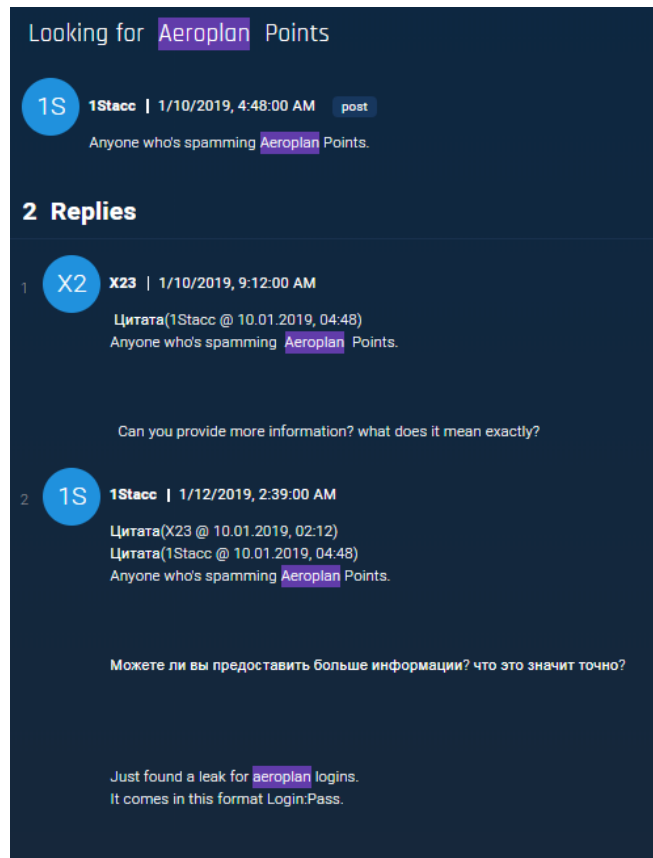 Looking for Aeroplan Points
1S
1Stacc | 1/10/2019, 4:48:00 AM post
Anyone who's spamming Aeroplan Points.
2 Replies
1
X2
X23 | 1/10/2019, 9:12:00 AM
Цитата(1Stacc @ 10.01.2019, 04:48)
Anyone who's spamming Aeroplan Points.
Can you provide more information? what does it mean exactly?
2
1S
1Stacc | 1/12/2019, 2:39:00 AM
Цитата(X23 @ 10.01.2019, 02:12)
Цитата(1Stacc @ 10.01.2019, 04:48)
Anyone who's spamming Aeroplan Points.
Можете ли вы предоставить больше информации? что это значит точно?
Just found a leak for aeroplan logins.
It comes in this format Login:Pass.